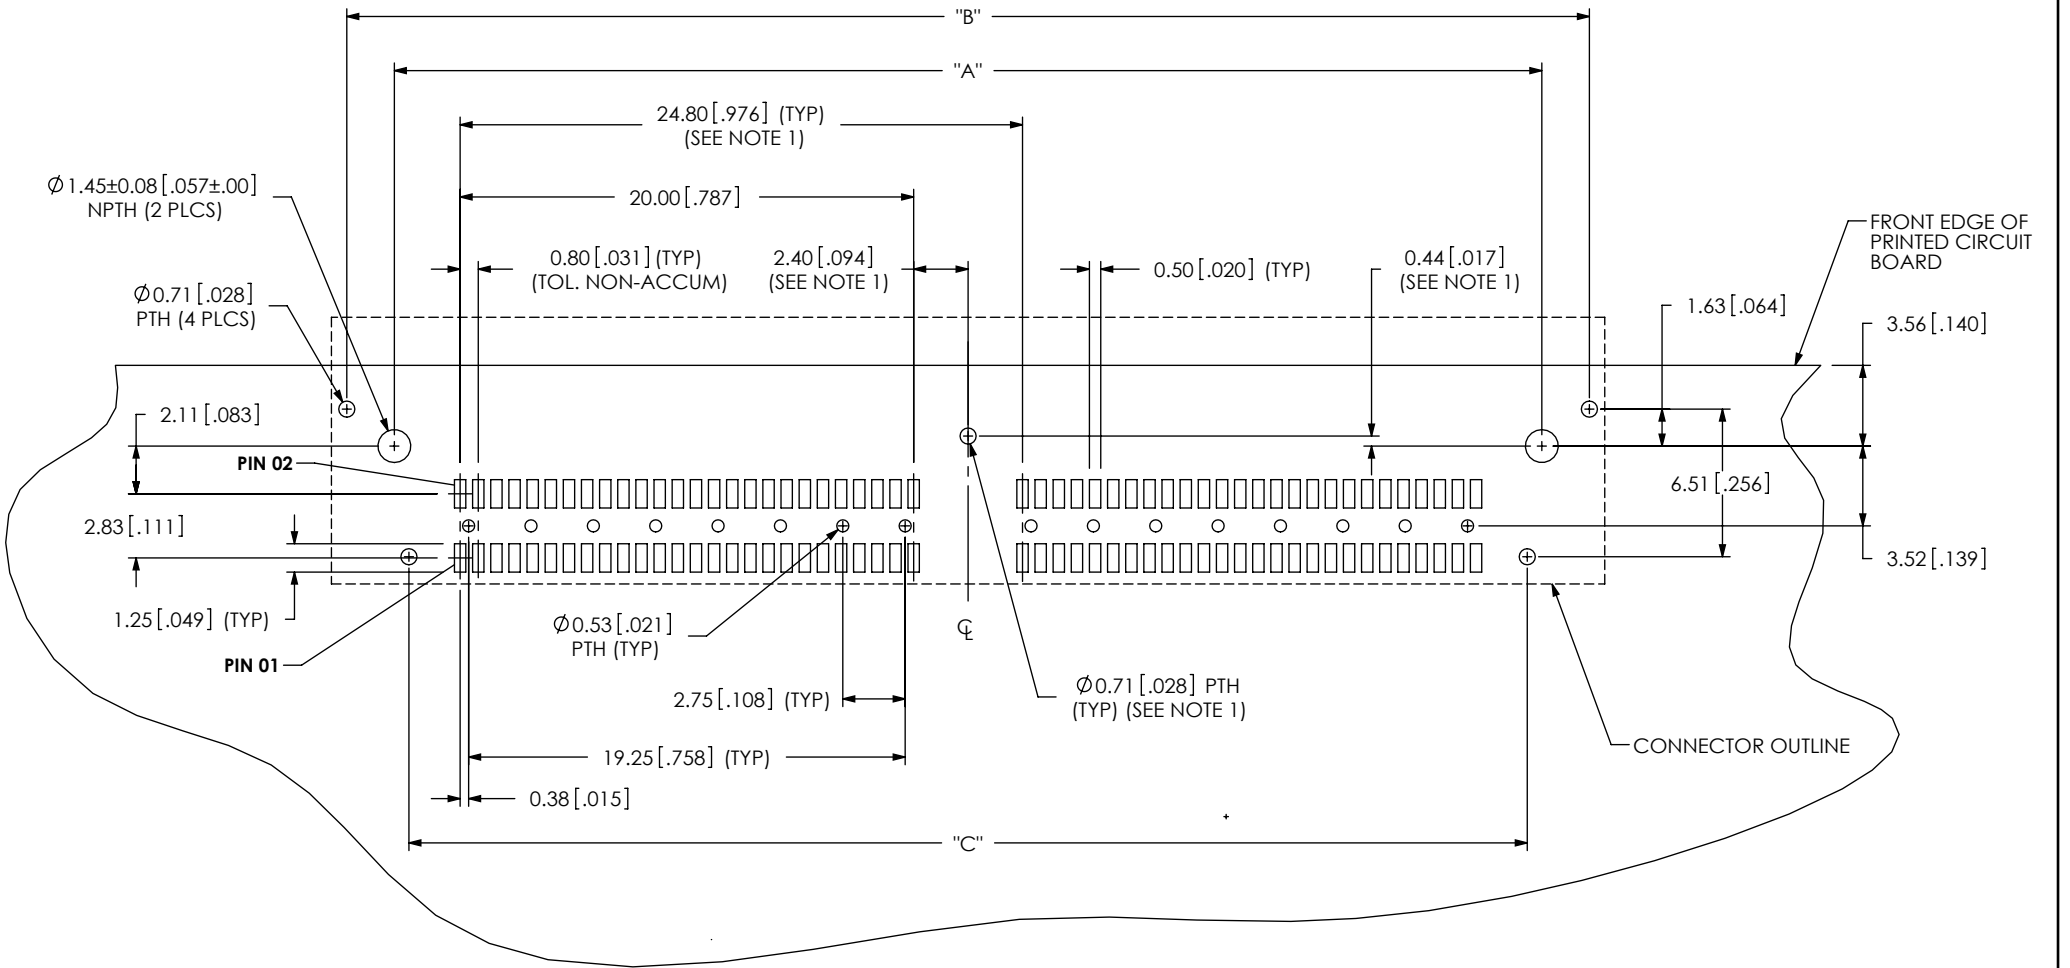 "B"
"A"
24.80 [.976] (TYP)
(SEE NOTE 1)
Ø 1.45±0.08 [.057±.00]
NPTH (2 PLCS)
20.00 [.787]
FRONT EDGE OF
PRINTED CIRCUIT
BOARD
0.80 [.031] (TYP)
(TOL. NON-ACCUM)
2.40 [.094]
(SEE NOTE 1)
0.50 [.020] (TYP)
0.44 [.017]
(SEE NOTE 1)
Ø 0.71 [.028]
PTH (4 PLCS)
1.63 [.064]
3.56 [.140]
2.11 [.083]
PIN 02
6.51 [.256]
2.83 [.111]
3.52 [.139]
1.25 [.049] (TYP)
Ø 0.53 [.021]
PTH (TYP)
℄
PIN 01
2.75 [.108] (TYP)
Ø 0.71 [.028] PTH
(TYP) (SEE NOTE 1)
CONNECTOR OUTLINE
19.25 [.758] (TYP)
0.38 [.015]
"C"